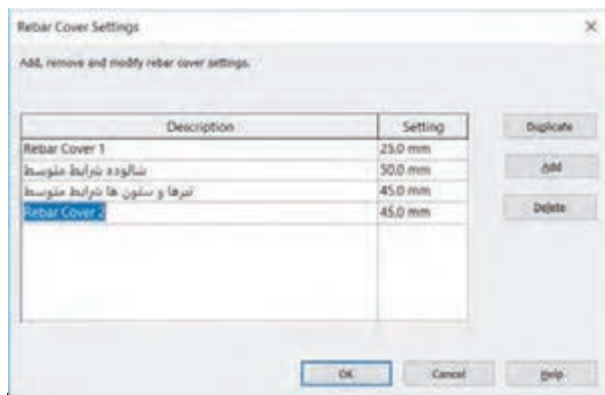 Rebar Cover Settings
Add, remove and modify rebar cover settings.
Description Setting
Rebar Cover 1 25.0 mm
شالوده شرایط متوسط 50.0 mm
تیرها و ستون ها شرایط متوسط 45.0 mm
Rebar Cover 2 45.0 mm
Duplicate
Add
Delete
OK Cancel Help